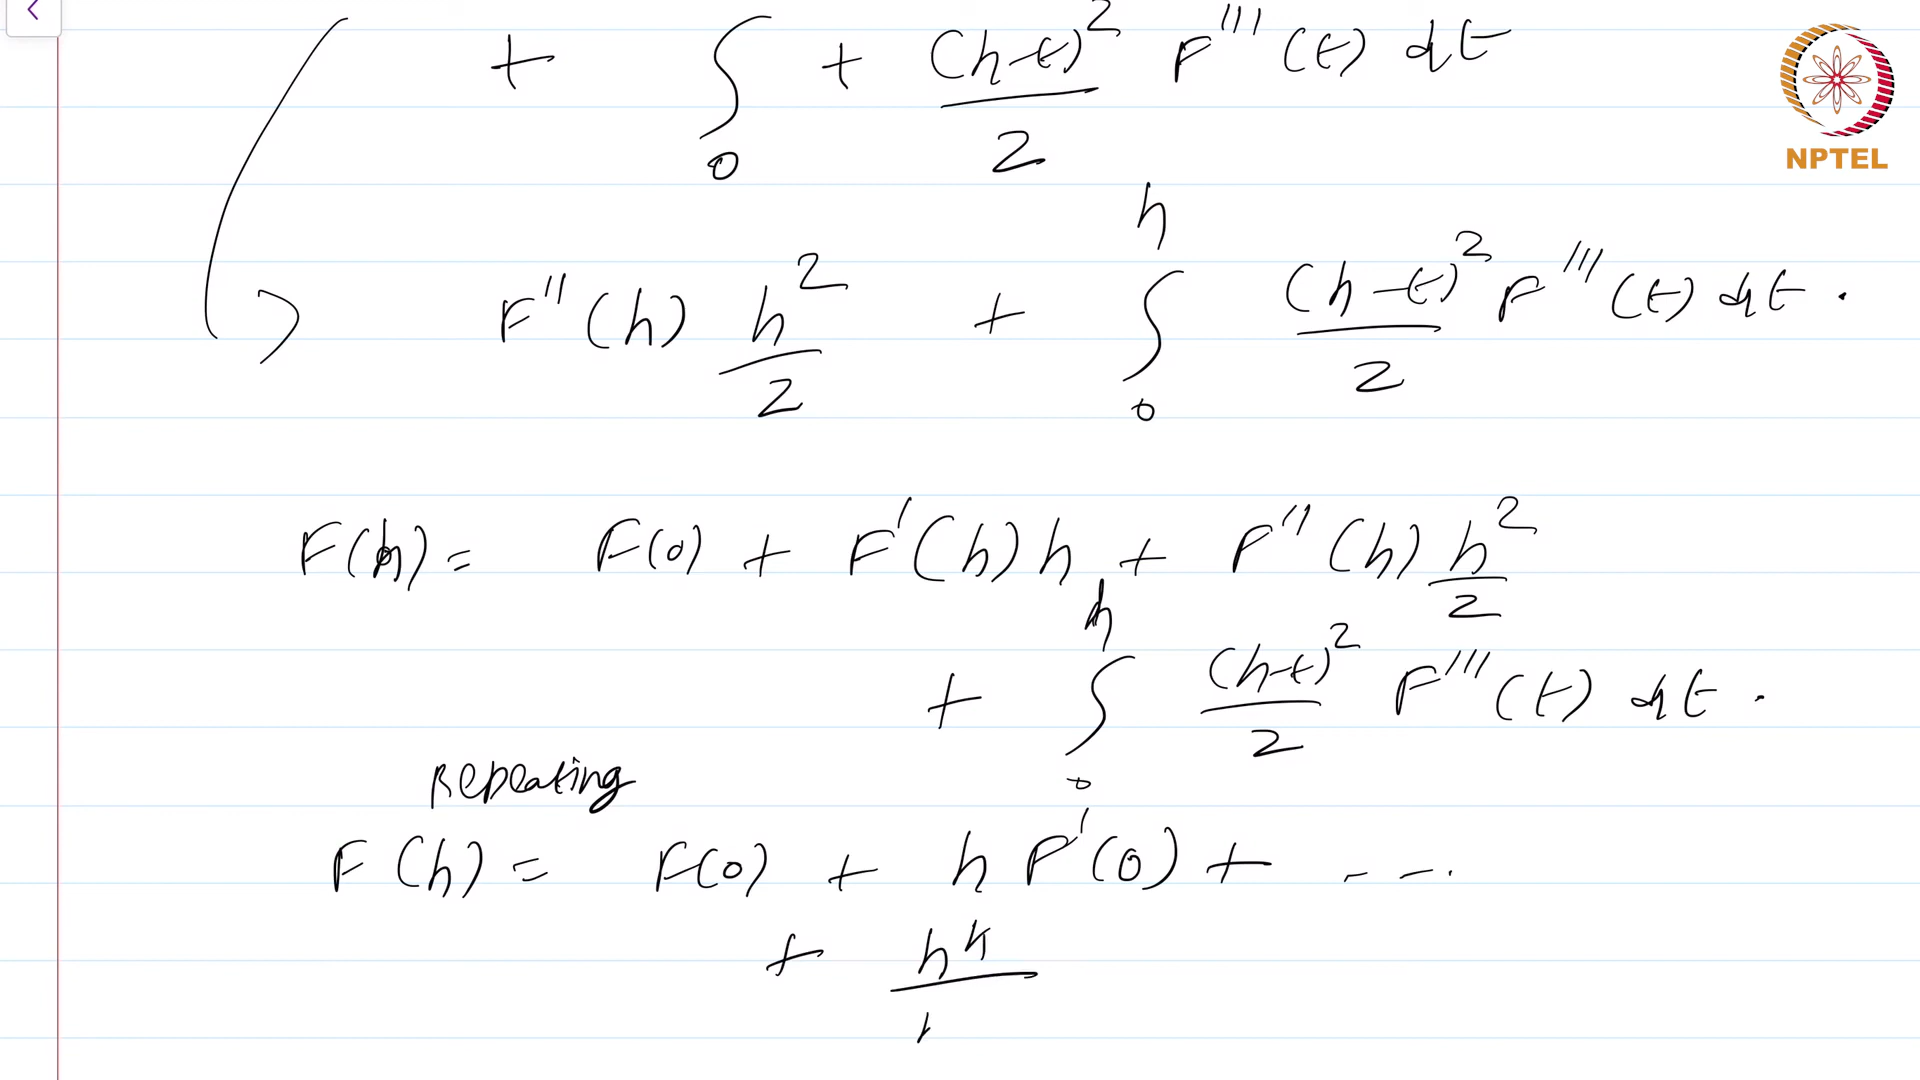 + ∫₀ + (h-t)²/2 F'''(t) dt
NPTEL
F''(h) h²/2 + ∫₀ʰ (h-t)²/2 F'''(t) dt .
F(h) = F(0) + F'(h) h + F''(h) h²/2
+ ∫₀ʰ (h-t)²/2 F'''(t) dt .
Repeating
F(h) = F(0) + h F'(0) + - - .
+ hᵏ/